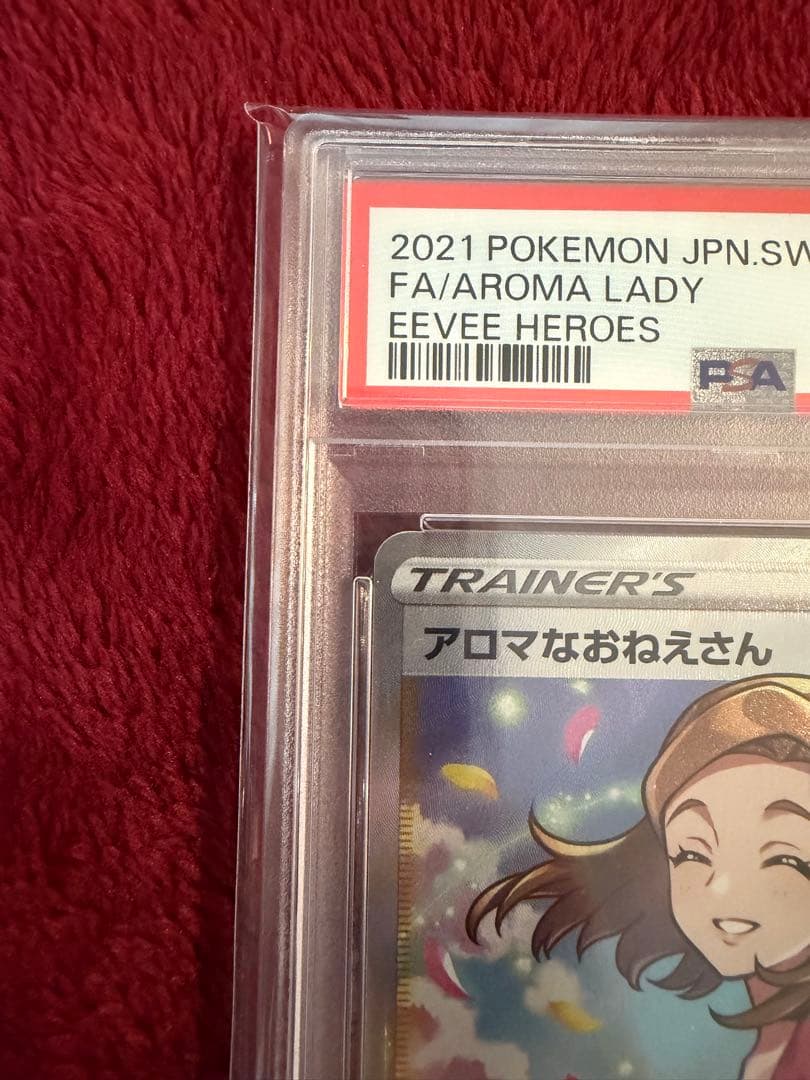 2021 POKEMON JPN.SW
FA/AROMA LADY
EEVEE HEROES
PSA
TRAINER'S
アロマなおねえさん